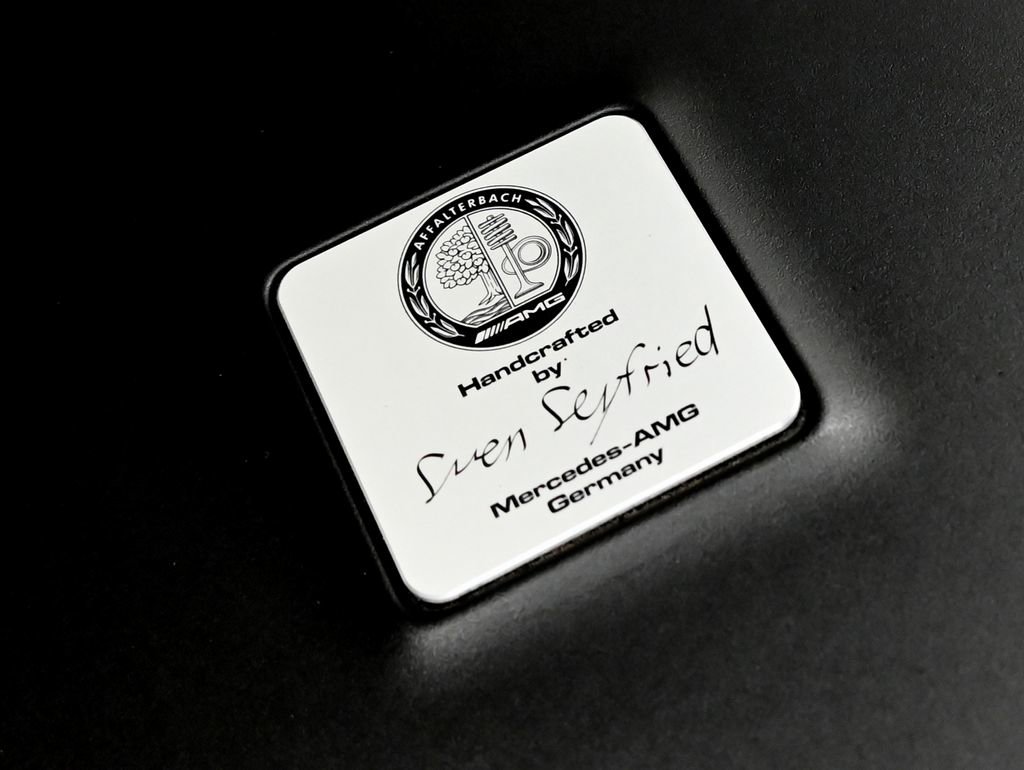 AFFALTERBACH
AMG
Handcrafted
by
Sven Seyfried
Mercedes-AMG
Germany